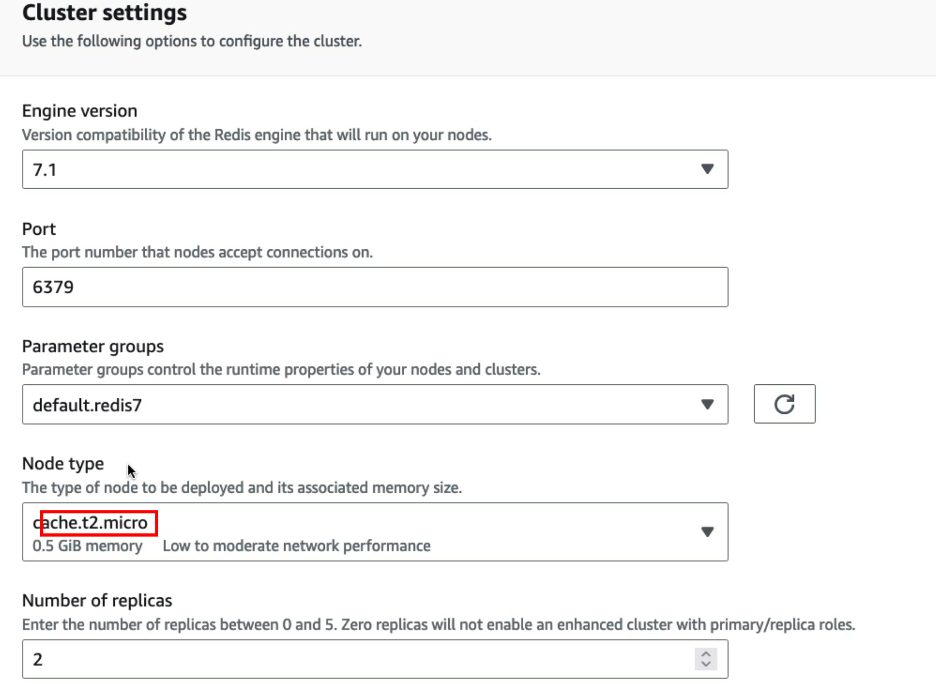 Cluster settings
Use the following options to configure the cluster.
Engine version
Version compatibility of the Redis engine that will run on your nodes.
7.1
Port
The port number that nodes accept connections on.
6379
Parameter groups
Parameter groups control the runtime properties of your nodes and clusters.
default.redis7
Node type
The type of node to be deployed and its associated memory size.
cache.t2.micro
0.5 GiB memory Low to moderate network performance
Number of replicas
Enter the number of replicas between 0 and 5. Zero replicas will not enable an enhanced cluster with primary/replica roles.
2